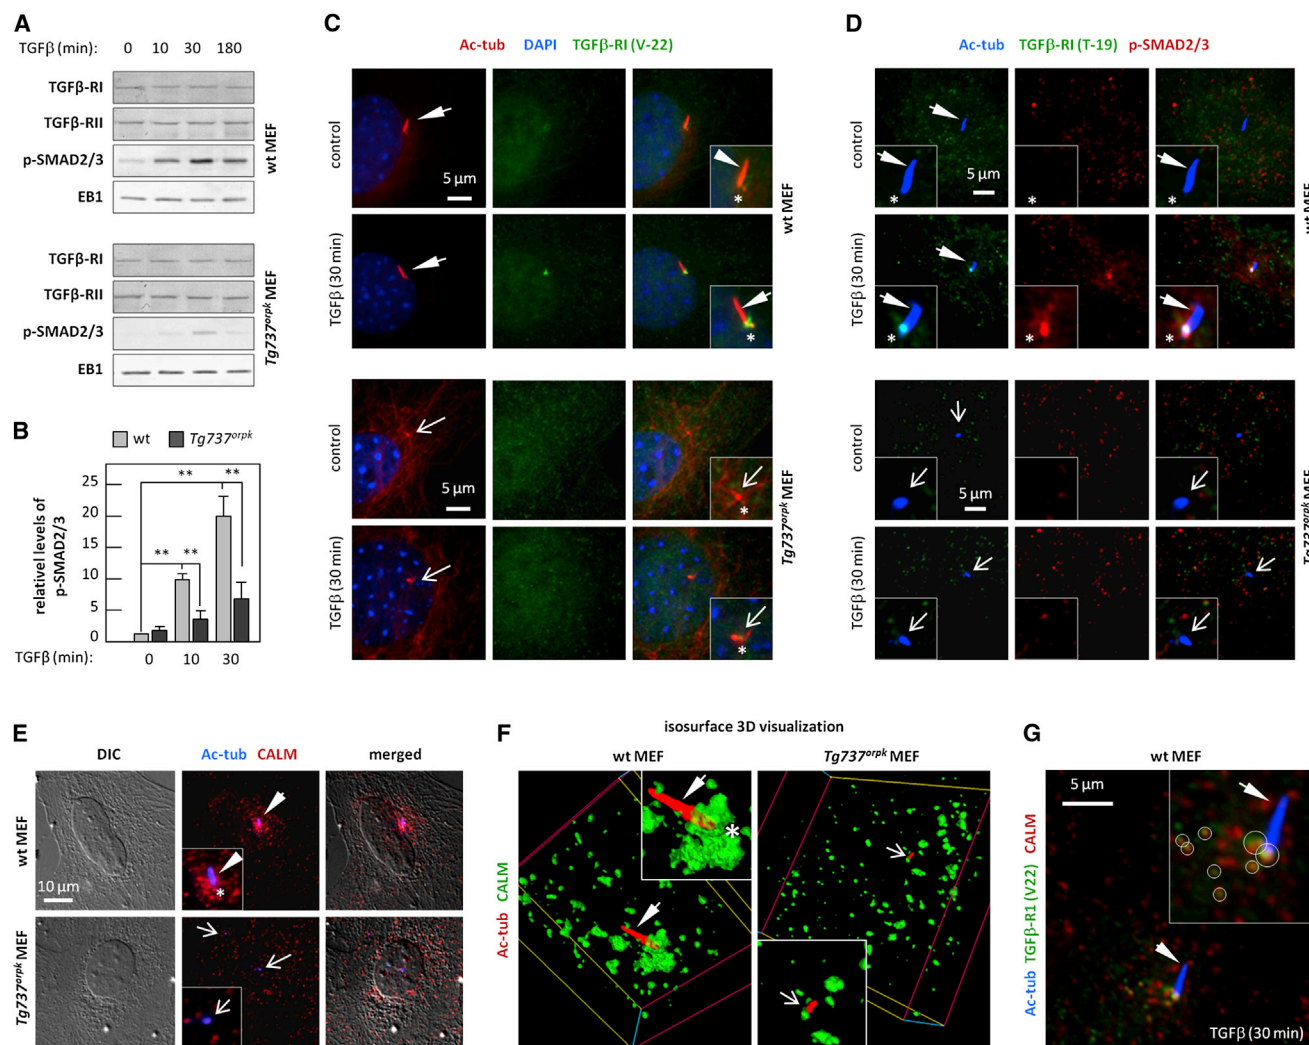 A
TGFβ (min): 0 10 30 180
TGFβ-RI
TGFβ-RII
p-SMAD2/3
EB1
wt MEF
TGFβ-RI
TGFβ-RII
p-SMAD2/3
EB1
Tg737orpk MEF
B
wt Tg737orpk
relativel levels of
p-SMAD2/3
25
20
15
10
5
0
** **
** **
TGFβ (min): 0 10 30
C
Ac-tub DAPI TGFβ-RI (V-22)
control
5 µm
*
TGFβ (30 min)
*
wt MEF
control
5 µm
*
TGFβ (30 min)
*
Tg737orpk MEF
D
Ac-tub TGFβ-RI (T-19) p-SMAD2/3
control
5 µm
* * *
TGFβ (30 min)
* * *
wt MEF
control
5 µm
TGFβ (30 min)
Tg737orpk MEF
E
DIC Ac-tub CALM merged
wt MEF
10 µm
*
Tg737orpk MEF
F
isosurface 3D visualization
wt MEF Tg737orpk MEF
Ac-tub CALM
*
G
wt MEF
Ac-tub TGFβ-R1 (V22) CALM
5 µm
TGFβ (30 min)